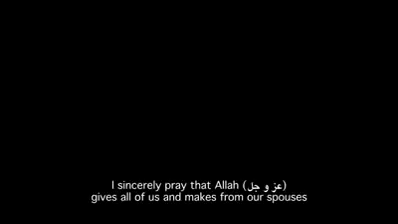 I sincerely pray that Allah (عز و جل)
gives all of us and makes from our spouses